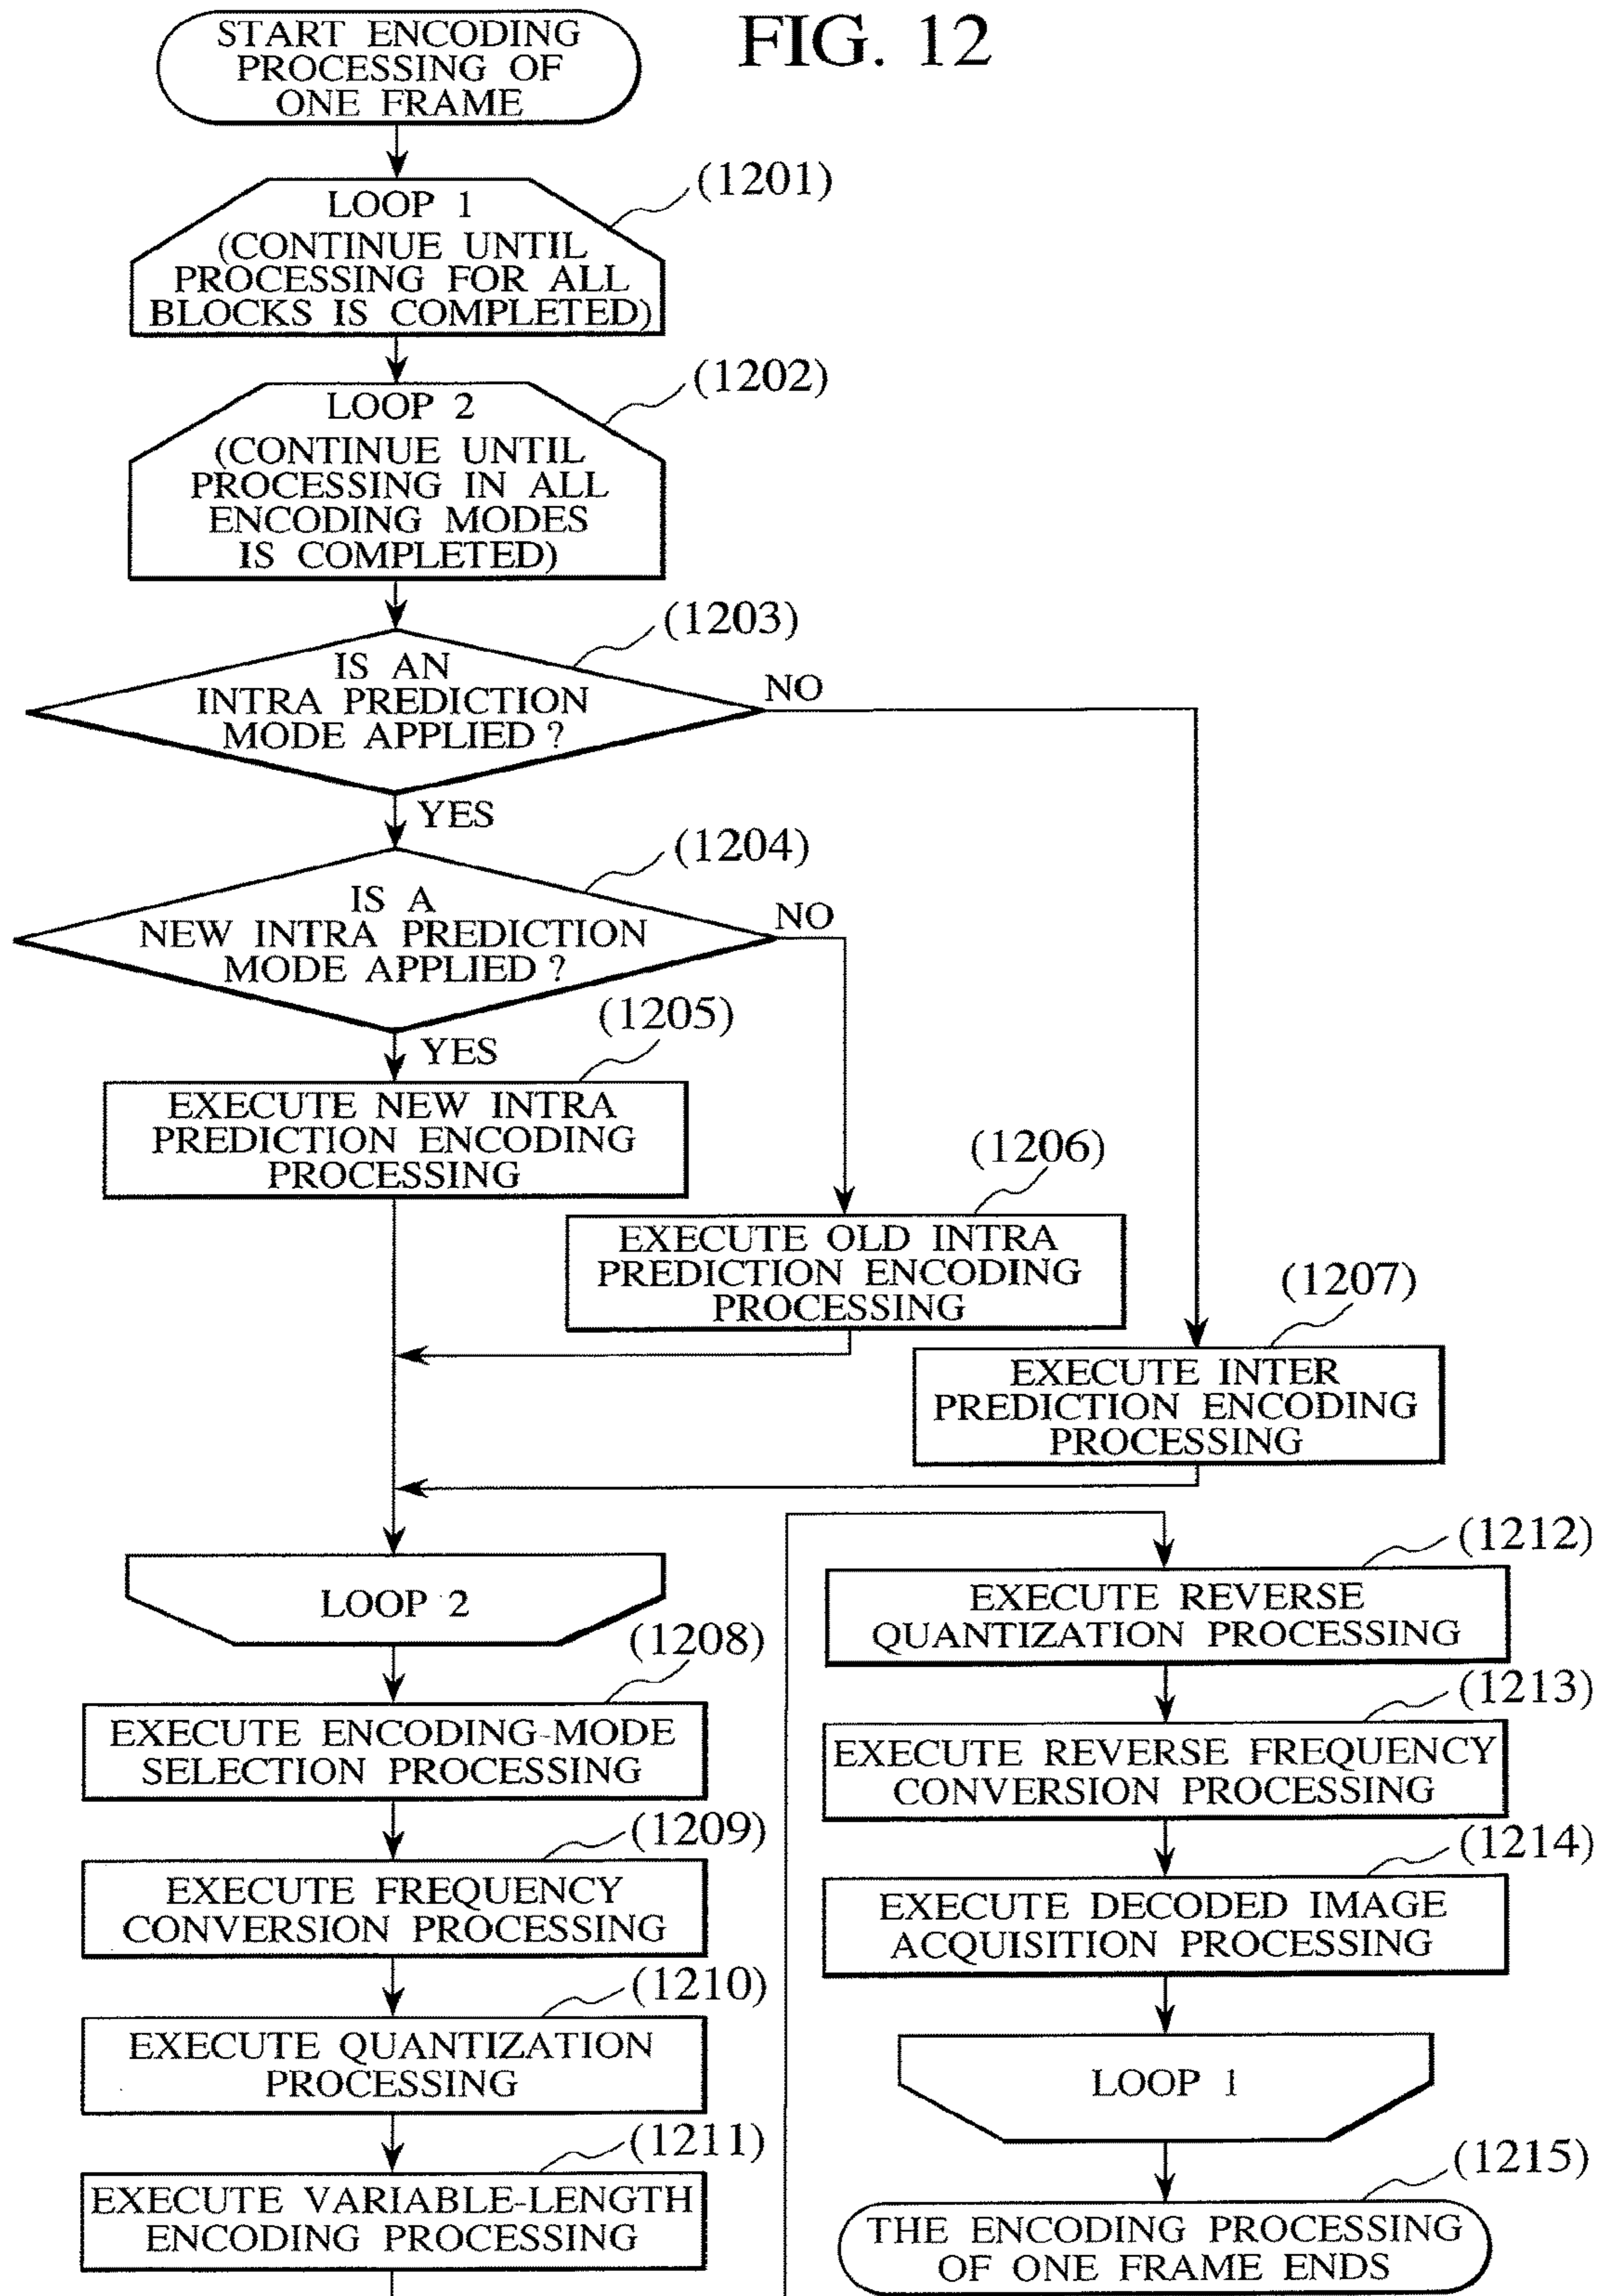 FIG. 12
START ENCODING
PROCESSING OF
ONE FRAME
(1201)
LOOP 1
(CONTINUE UNTIL
PROCESSING FOR ALL
BLOCKS IS COMPLETED)
(1202)
LOOP 2
(CONTINUE UNTIL
PROCESSING IN ALL
ENCODING MODES
IS COMPLETED)
(1203)
IS AN
INTRA PREDICTION
MODE APPLIED ?
NO
YES
(1204)
IS A
NEW INTRA PREDICTION
MODE APPLIED ?
NO
YES
(1205)
EXECUTE NEW INTRA
PREDICTION ENCODING
PROCESSING
(1206)
EXECUTE OLD INTRA
PREDICTION ENCODING
PROCESSING
(1207)
EXECUTE INTER
PREDICTION ENCODING
PROCESSING
LOOP 2
(1208)
EXECUTE ENCODING-MODE
SELECTION PROCESSING
(1209)
EXECUTE FREQUENCY
CONVERSION PROCESSING
(1210)
EXECUTE QUANTIZATION
PROCESSING
(1211)
EXECUTE VARIABLE-LENGTH
ENCODING PROCESSING
(1212)
EXECUTE REVERSE
QUANTIZATION PROCESSING
(1213)
EXECUTE REVERSE FREQUENCY
CONVERSION PROCESSING
(1214)
EXECUTE DECODED IMAGE
ACQUISITION PROCESSING
LOOP 1
(1215)
THE ENCODING PROCESSING
OF ONE FRAME ENDS